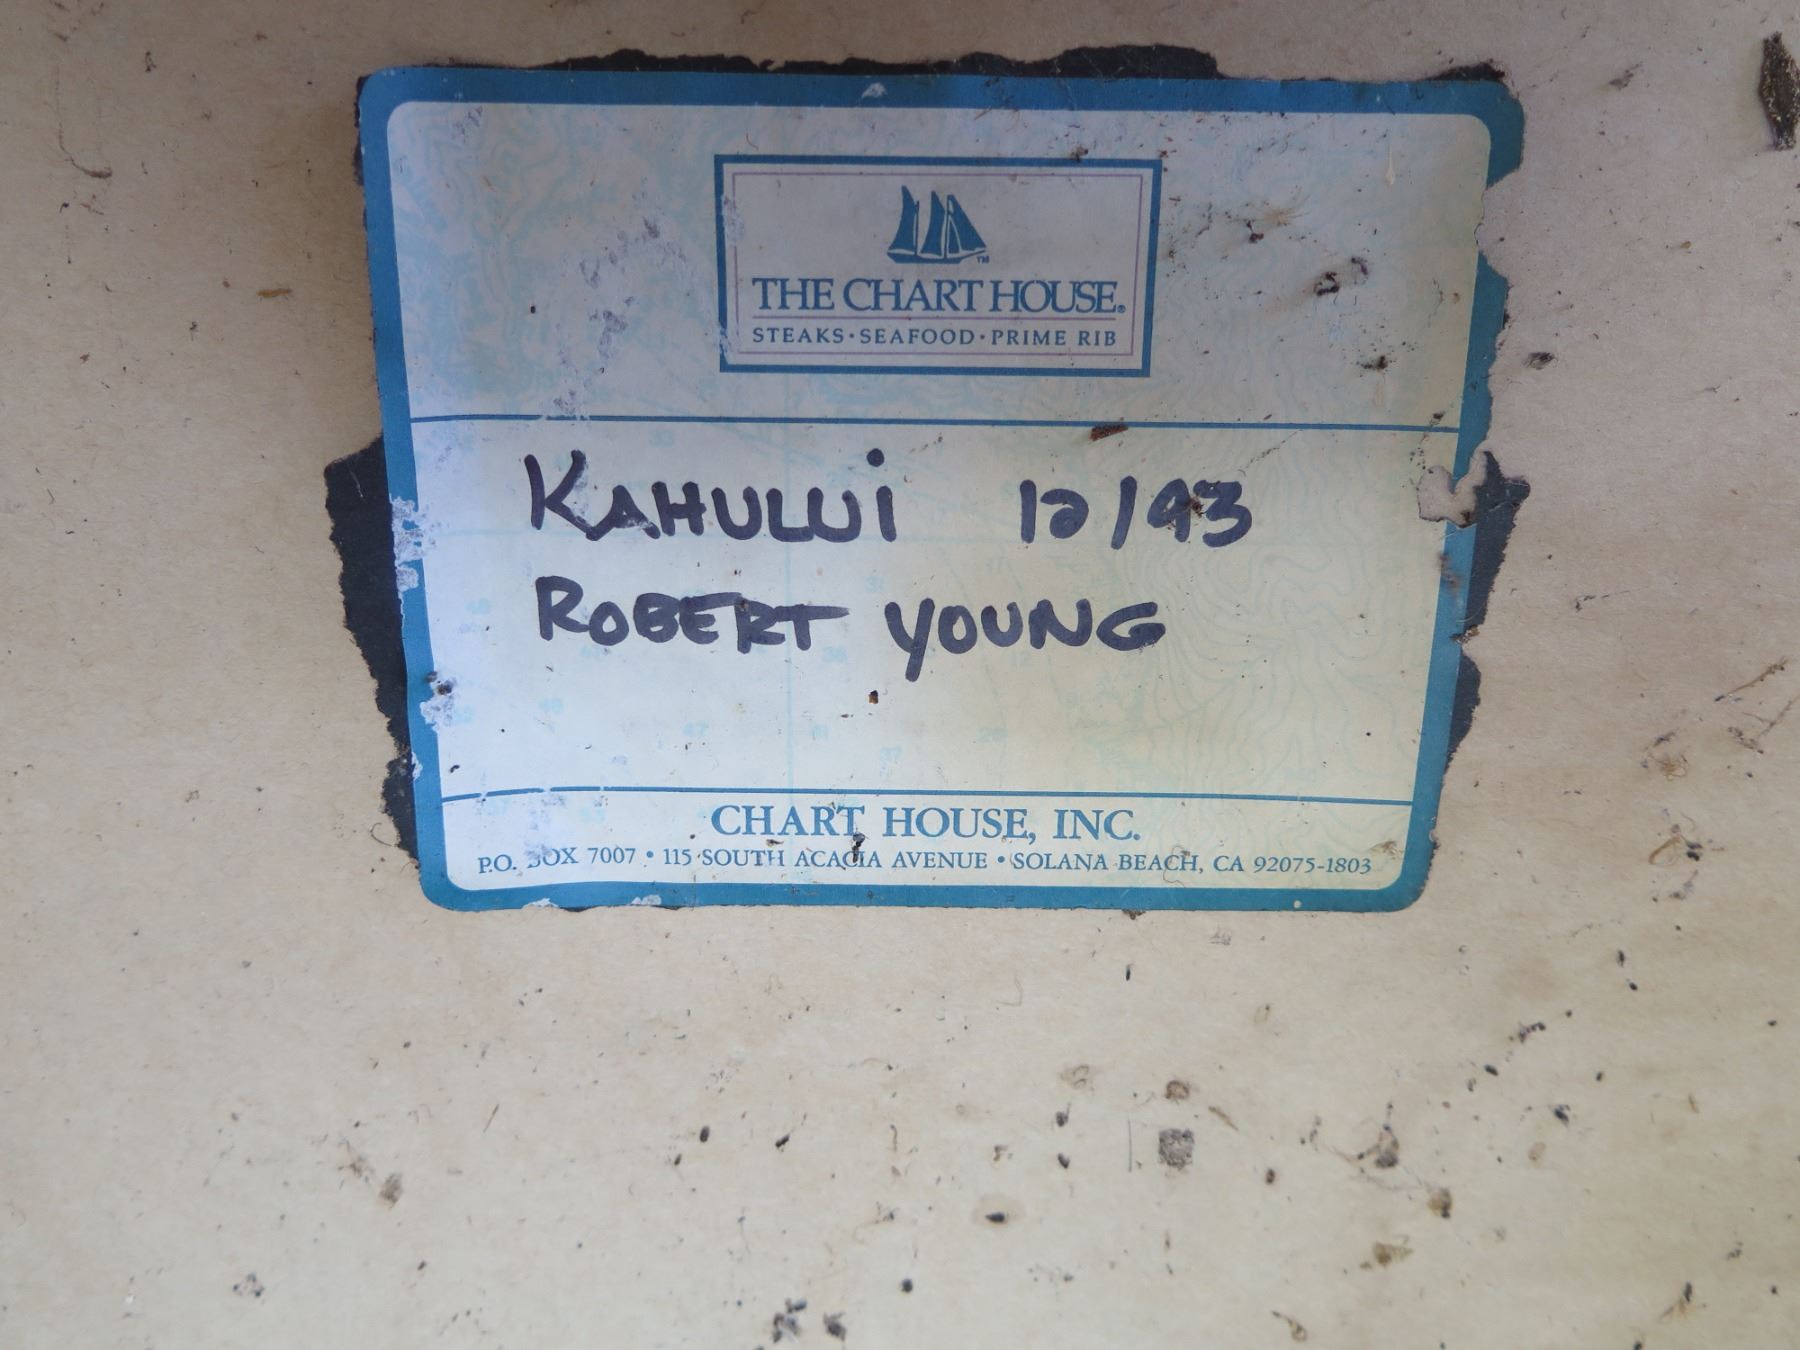 THE CHART HOUSE®
STEAKS · SEAFOOD · PRIME RIB
KAHULUI 12/93
ROBERT YOUNG
CHART HOUSE, INC.
P.O. BOX 7007 • 115 SOUTH ACACIA AVENUE • SOLANA BEACH, CA 92075-1803